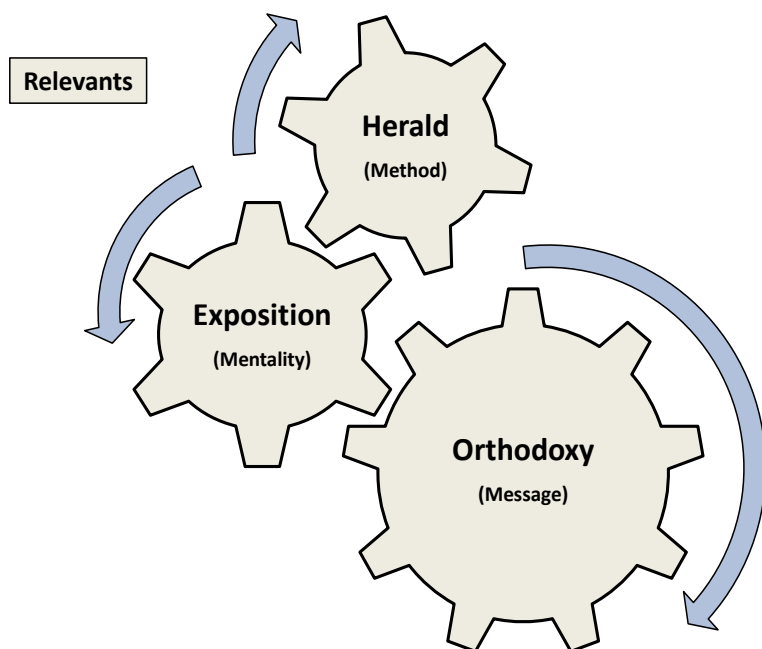 Relevants
Herald
(Method)
Exposition
(Mentality)
Orthodoxy
(Message)